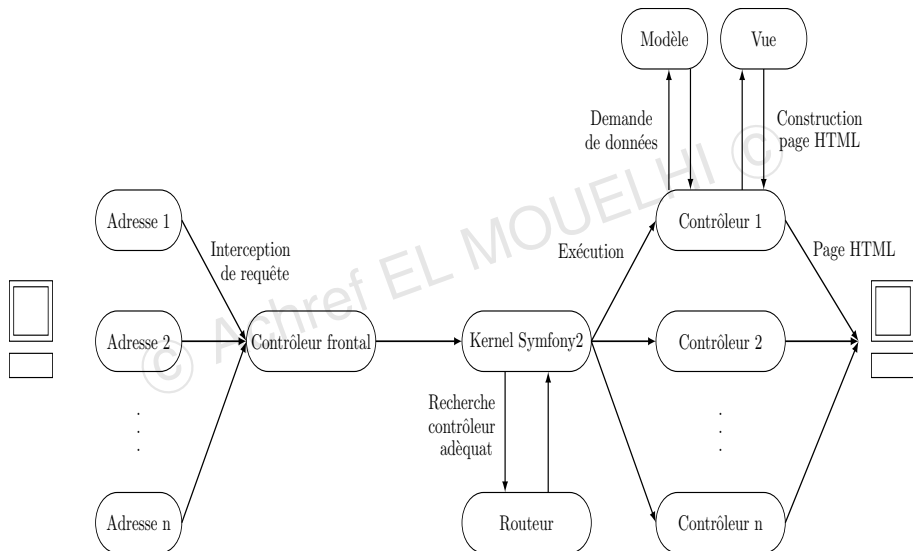 Modèle
Vue
Demande
de données
Construction
page HTML
Adresse 1
Interception
de requête
Exécution
Contrôleur 1
Page HTML
Adresse 2
Contrôleur frontal
Kernel Symfony2
Contrôleur 2
Recherche
contrôleur
adèquat
Adresse n
Routeur
Contrôleur n
© Achref EL MOUELHI ©